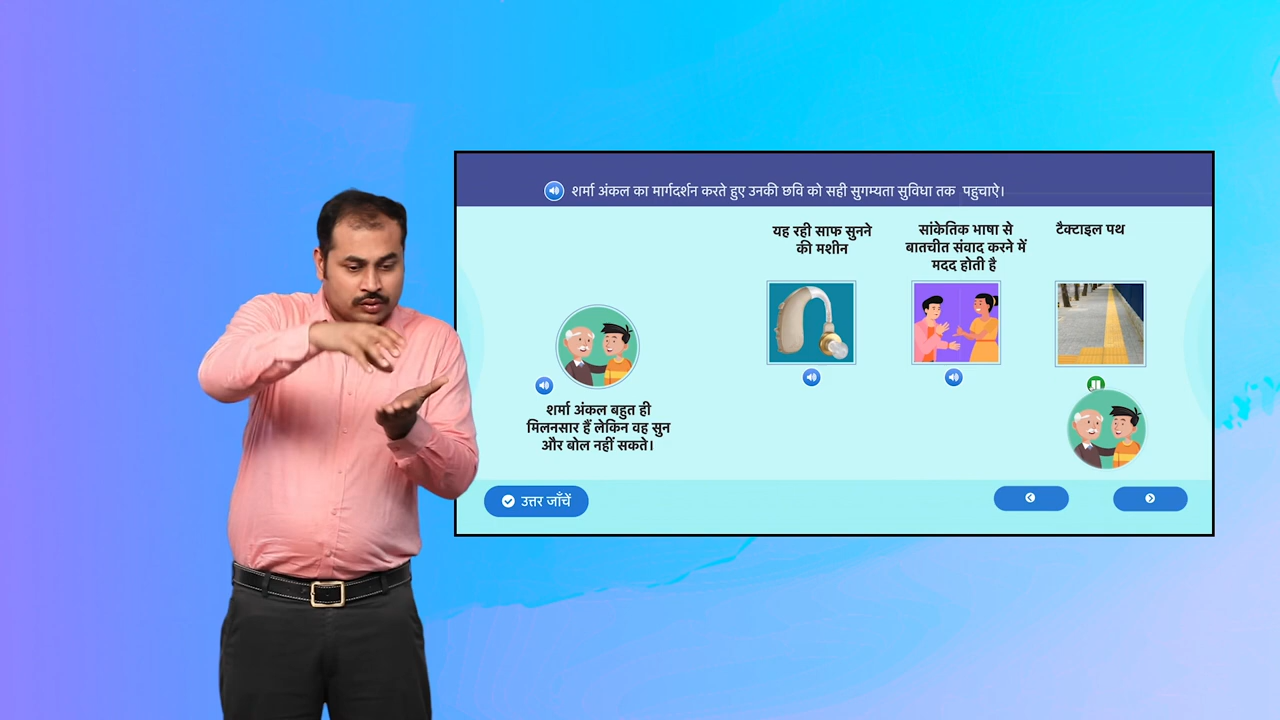 शर्मा अंकल का मार्गदर्शन करते हुए उनकी छवि को सही सुगम्यता सुविधा तक पहुचाऐ।
यह रही साफ सुनने
की मशीन
सांकेतिक भाषा से
बातचीत संवाद करने में
मदद होती है
टैक्टाइल पथ
शर्मा अंकल बहुत ही
मिलनसार हैं लेकिन वह सुन
और बोल नहीं सकते।
उत्तर जाँचें